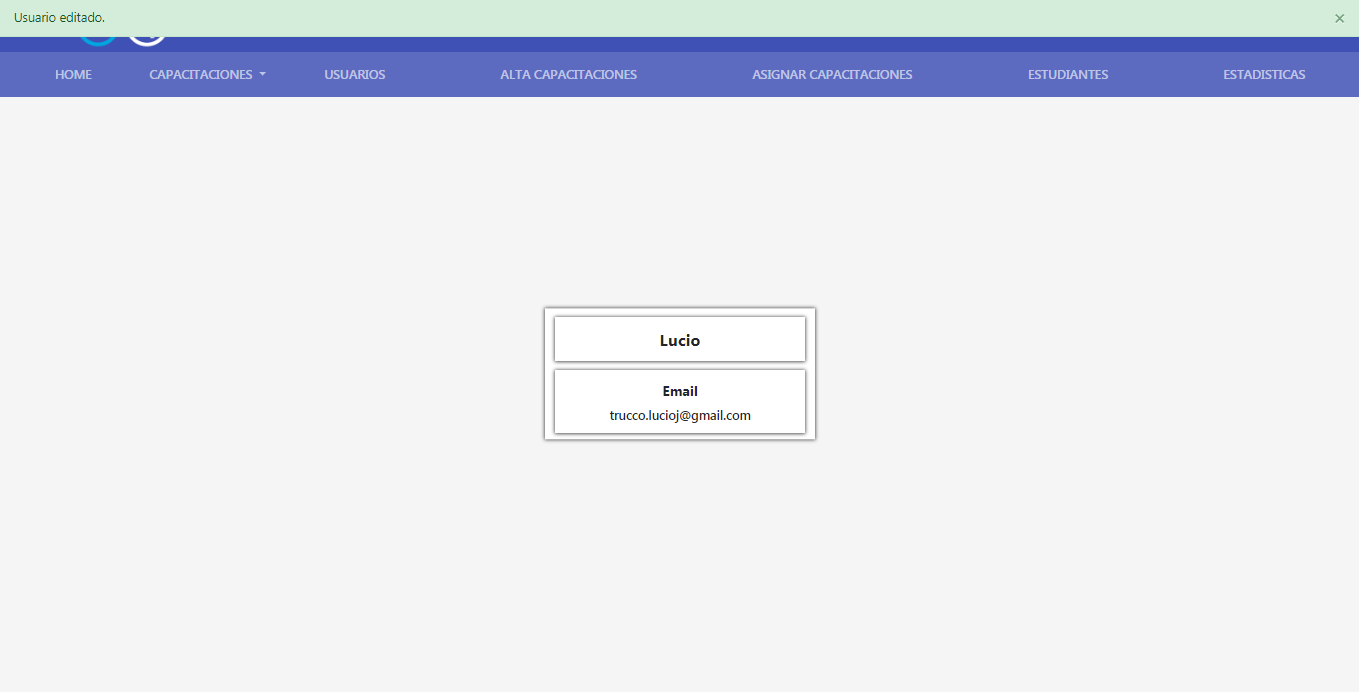 Usuario editado. ×
HOME CAPACITACIONES USUARIOS ALTA CAPACITACIONES ASIGNAR CAPACITACIONES ESTUDIANTES ESTADISTICAS
Lucio
Email
trucco.lucioj@gmail.com